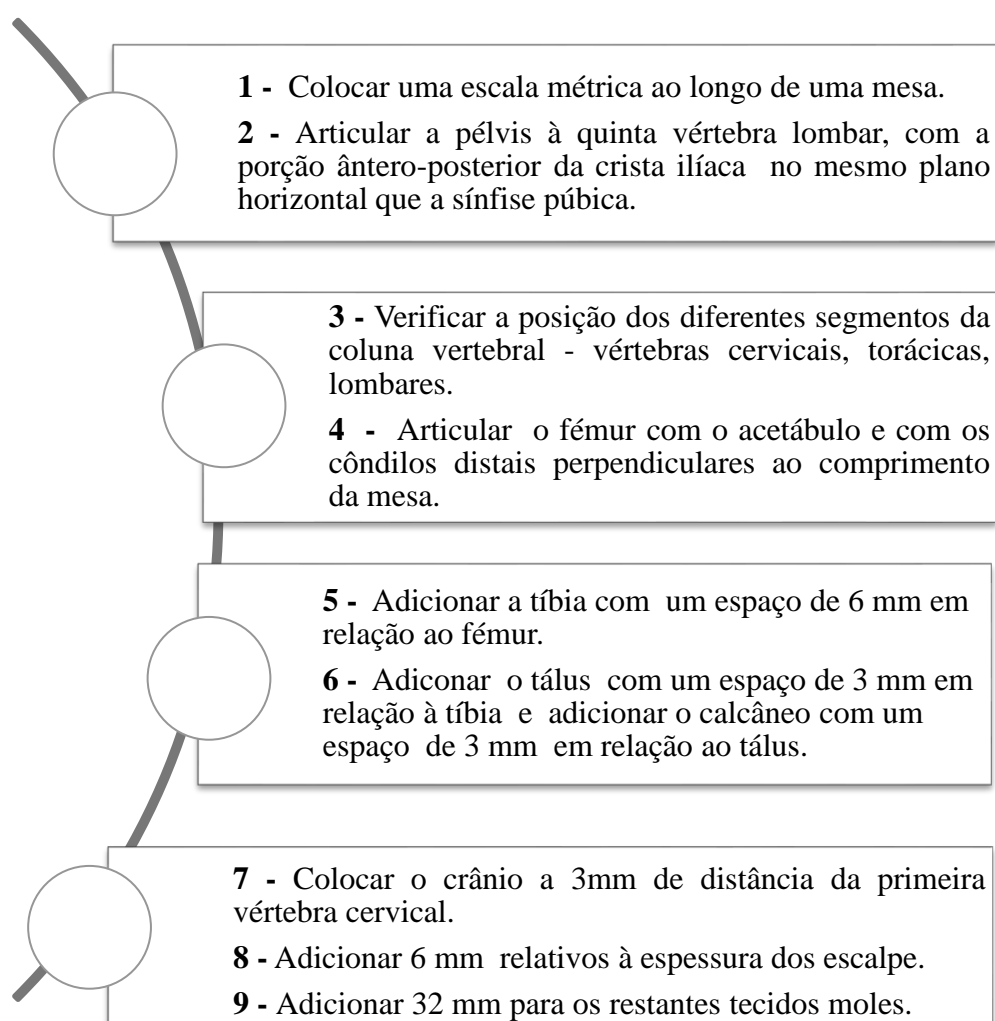 1 - Colocar uma escala métrica ao longo de uma mesa.
2 - Articular a pélvis à quinta vértebra lombar, com a
porção ântero-posterior da crista ilíaca no mesmo plano
horizontal que a sínfise púbica.
3 - Verificar a posição dos diferentes segmentos da
coluna vertebral - vértebras cervicais, torácicas,
lombares.
4 - Articular o fémur com o acetábulo e com os
côndilos distais perpendiculares ao comprimento
da mesa.
5 - Adicionar a tíbia com um espaço de 6 mm em
relação ao fémur.
6 - Adiconar o tálus com um espaço de 3 mm em
relação à tíbia e adicionar o calcâneo com um
espaço de 3 mm em relação ao tálus.
7 - Colocar o crânio a 3mm de distância da primeira
vértebra cervical.
8 - Adicionar 6 mm relativos à espessura dos escalpe.
9 - Adicionar 32 mm para os restantes tecidos moles.